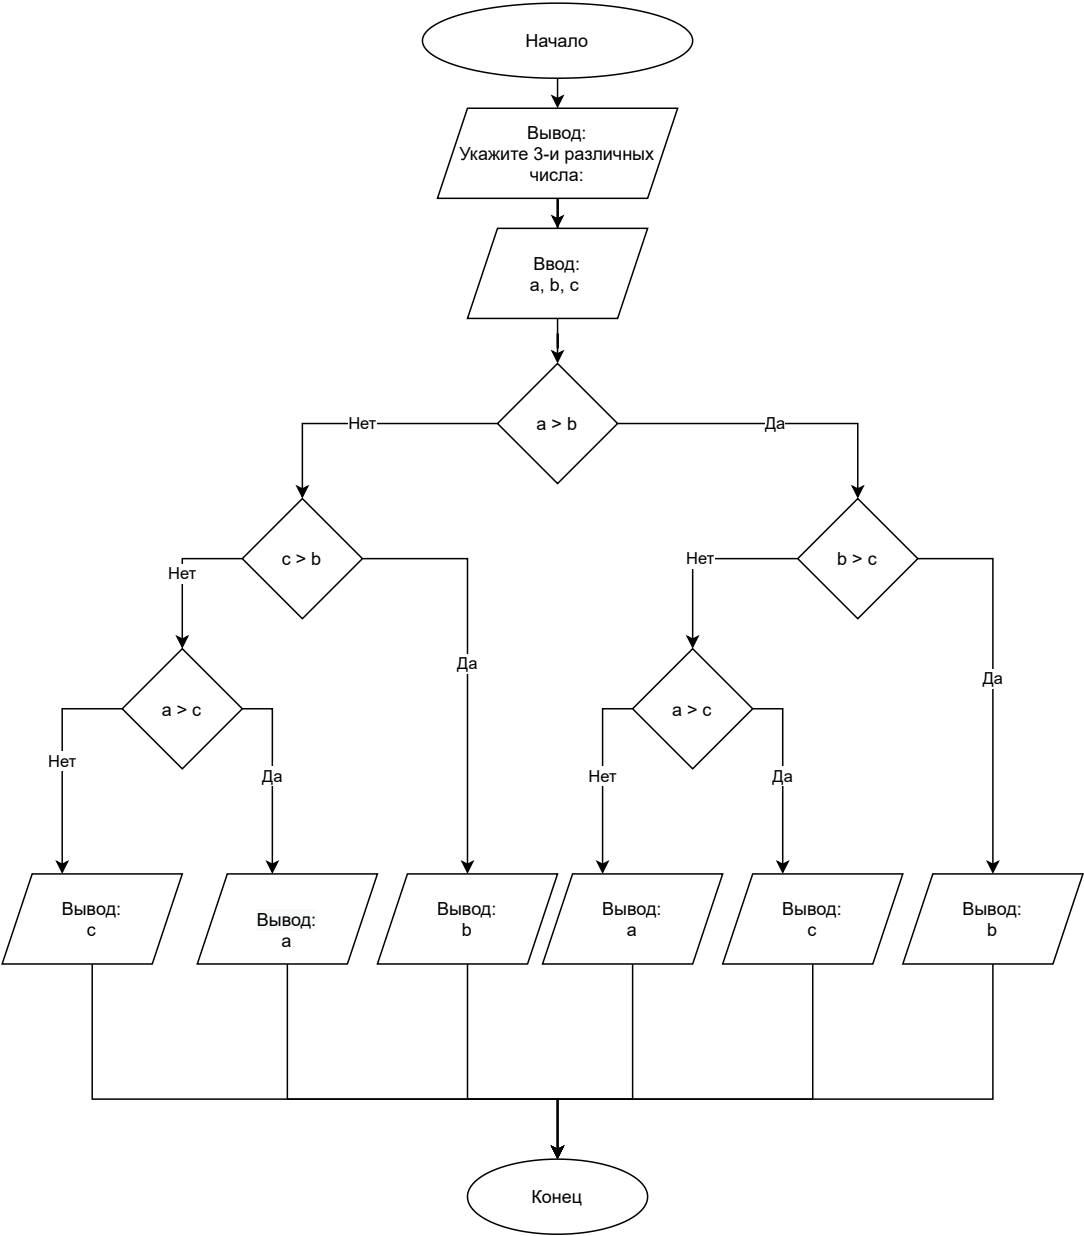 Начало
Вывод:
Укажите 3-и различных
числа:
Ввод:
a, b, c
a > b
Нет
Да
c > b
b > c
Нет
Да
Нет
Да
a > c
a > c
Нет
Да
Нет
Да
Вывод:
c
Вывод:
a
Вывод:
b
Вывод:
a
Вывод:
c
Вывод:
b
Конец